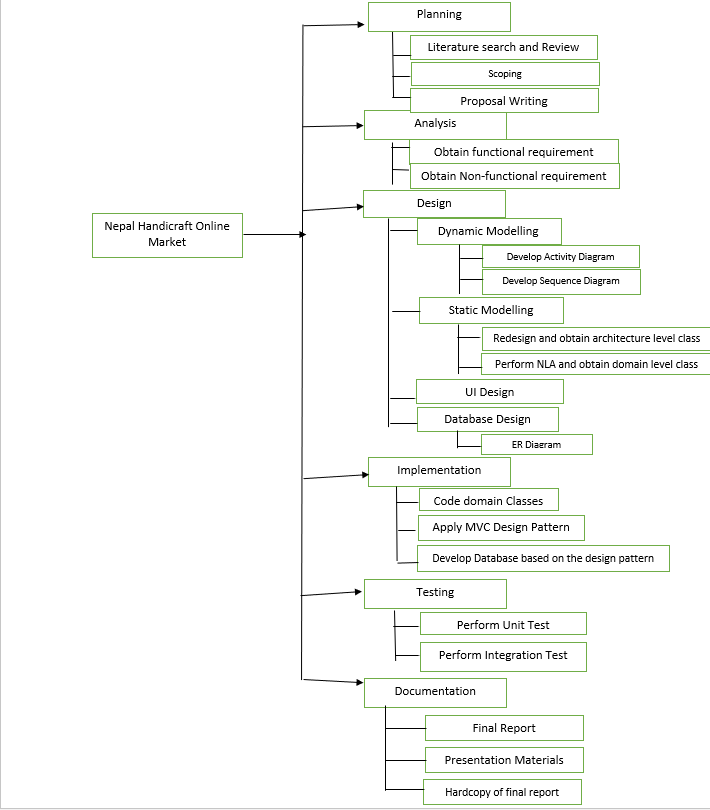 Planning
Literature search and Review
Scoping
Proposal Writing
Analysis
Obtain functional requirement
Obtain Non-functional requirement
Design
Nepal Handicraft Online
Market
Dynamic Modelling
Develop Activity Diagram
Develop Sequence Diagram
Static Modelling
Redesign and obtain architecture level class
Perform NLA and obtain domain level class
UI Design
Database Design
ER Diagram
Implementation
Code domain Classes
Apply MVC Design Pattern
Develop Database based on the design pattern
Testing
Perform Unit Test
Perform Integration Test
Documentation
Final Report
Presentation Materials
Hardcopy of final report